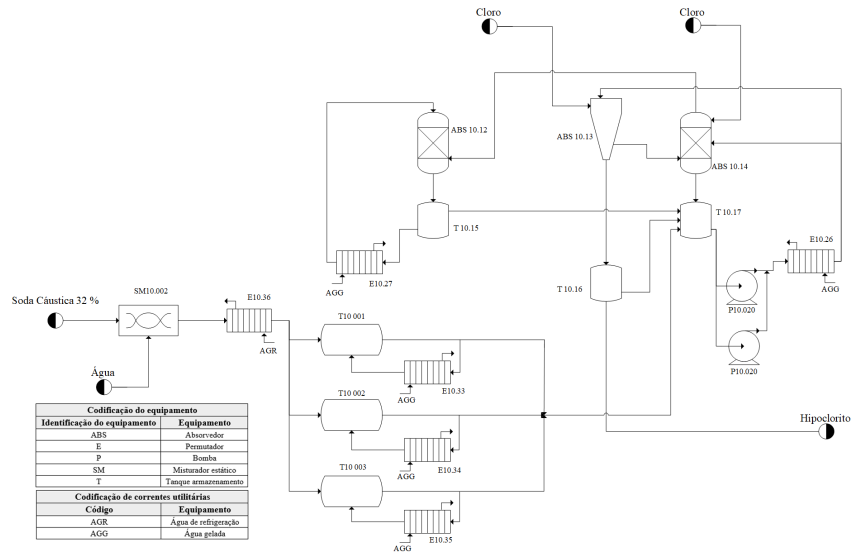 Cloro
Cloro
ABS 10.12
ABS 10.13
ABS 10.14
T 10.15
T 10.17
E10.26
E10.27
AGG
AGG
T 10.16
P10.020
P10.020
SM10.002
E10.36
Soda Cáustica 32 %
AGR
T10 001
E10.33
AGG
Água
T10 002
E10.34
AGG
Hipoclorito
T10 003
E10.35
AGG
Codificação do equipamento
Identificação do equipamento Equipamento
ABS Absorvedor
E Permutador
P Bomba
SM Misturador estático
T Tanque armazenamento
Codificação de correntes utilitárias
Código Equipamento
AGR Água de refrigeração
AGG Água gelada